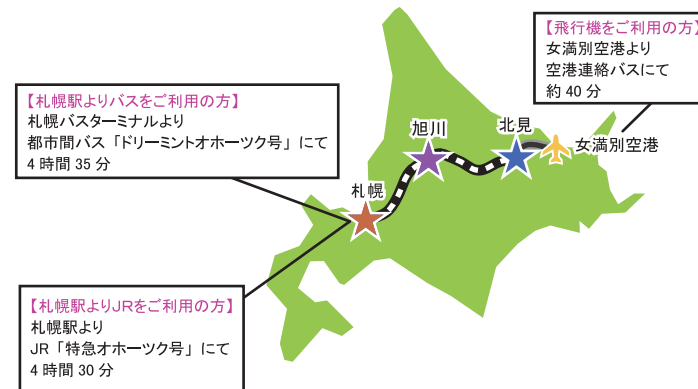 【飛行機をご利用の方】
女満別空港より
空港連絡バスにて
約 40 分
【札幌駅よりバスをご利用の方】
札幌バスターミナルより
都市間バス「ドリーミントオホーツク号」にて
4 時間 35 分
旭川
北見
女満別空港
札幌
【札幌駅よりJRをご利用の方】
札幌駅より
JR「特急オホーツク号」にて
4 時間 30 分